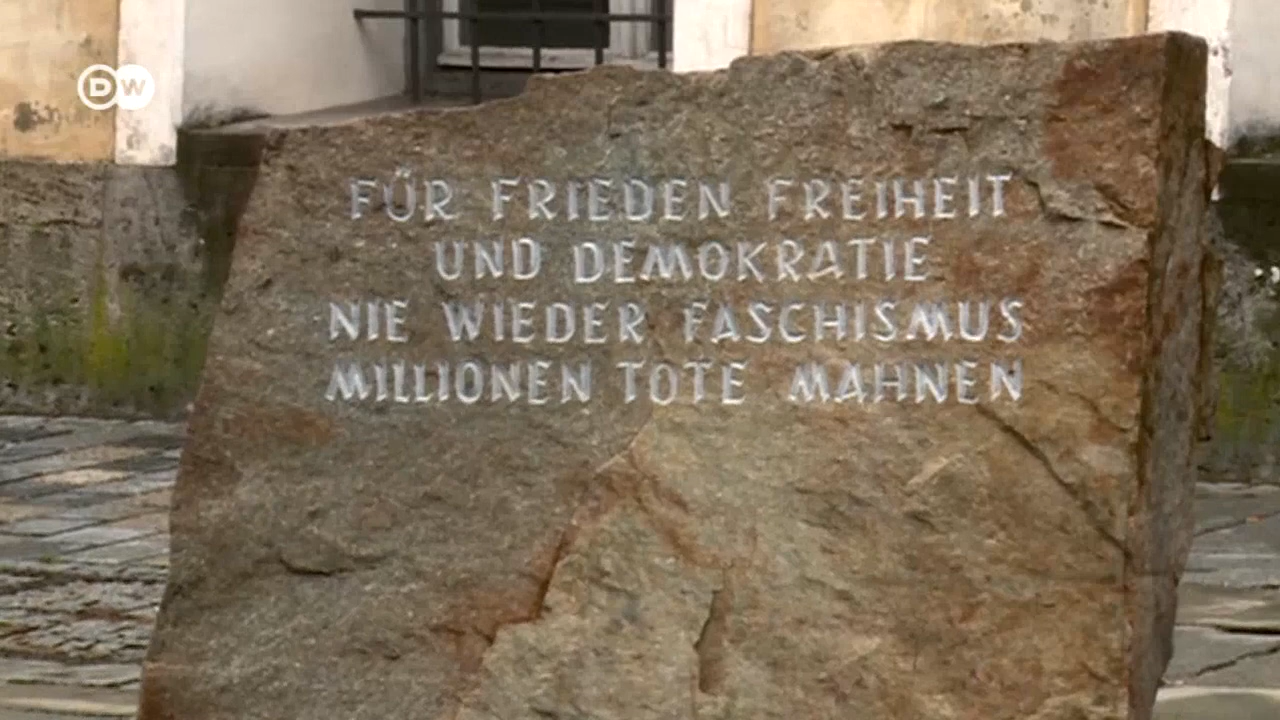 DW
FÜR FRIEDEN FREIHEIT
UND DEMOKRATIE
NIE WIEDER FASCHISMUS
MILLIONEN TOTE MAHNEN